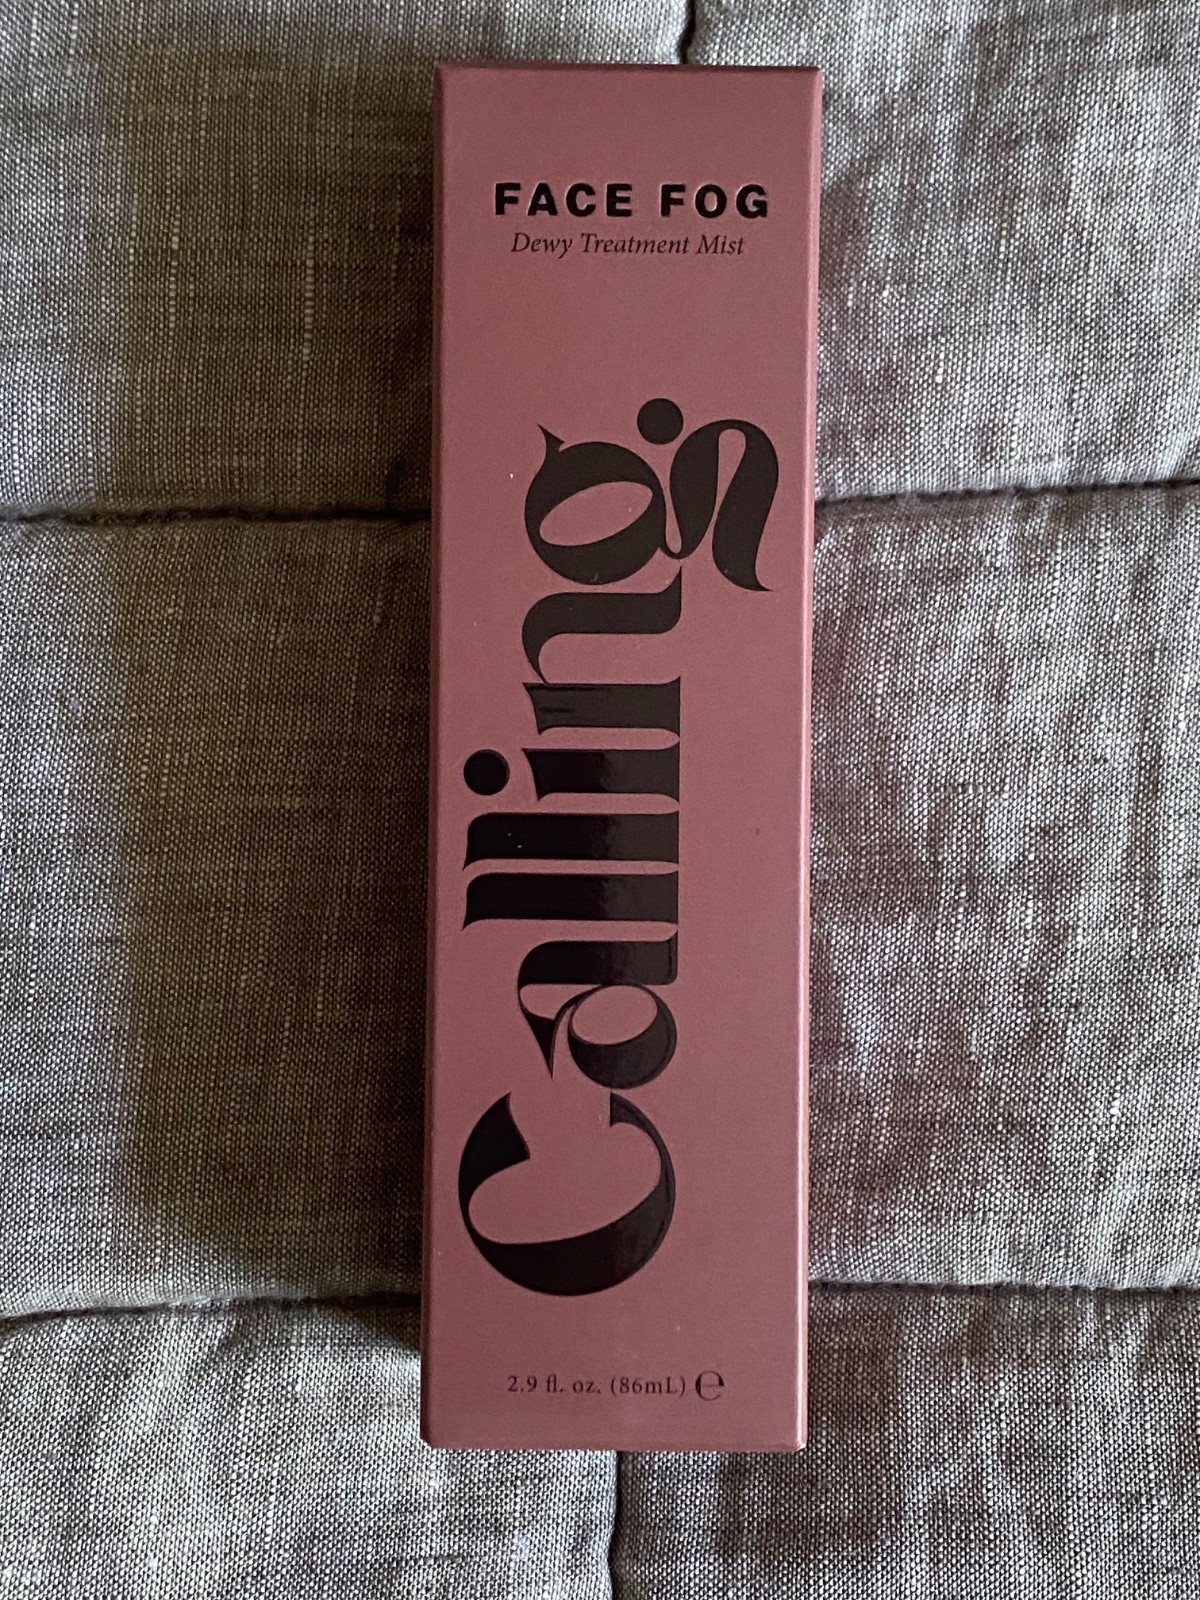 FACE FOG
Dewy Treatment Mist
Calling
2.9 fl. oz. (86mL) ℮